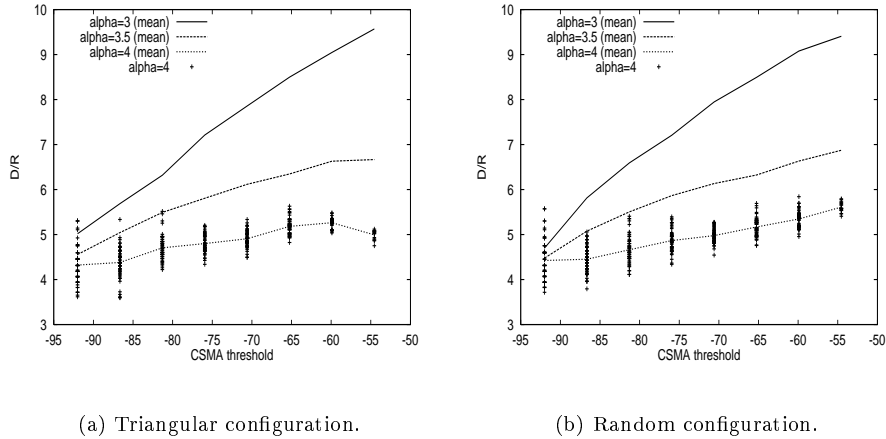 10
9
8
7
6
5
4
3
D/R
alpha=3 (mean)
alpha=3.5 (mean)
alpha=4 (mean)
alpha=4
-95 -90 -85 -80 -75 -70 -65 -60 -55 -50
CSMA threshold
(a) Triangular configuration.
10
9
8
7
6
5
4
3
D/R
alpha=3 (mean)
alpha=3.5 (mean)
alpha=4 (mean)
alpha=4
-95 -90 -85 -80 -75 -70 -65 -60 -55 -50
CSMA threshold
(b) Random configuration.